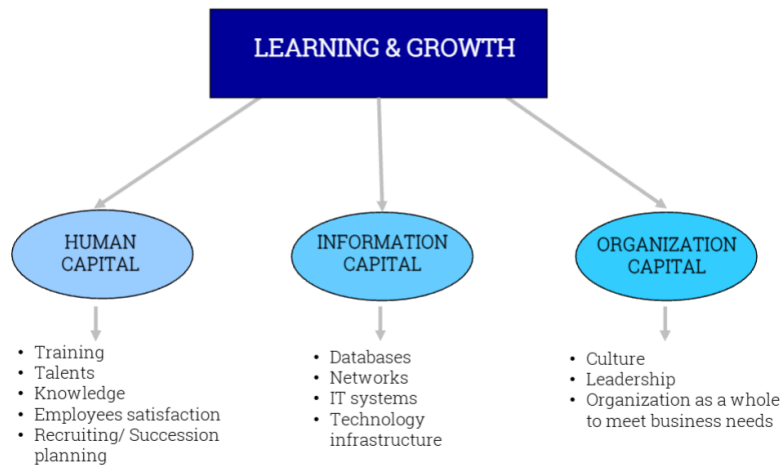 LEARNING & GROWTH
HUMAN
CAPITAL
• Training
• Talents
• Knowledge
• Employees satisfaction
• Recruiting/ Succession
planning
INFORMATION
CAPITAL
• Databases
• Networks
• IT systems
• Technology
infrastructure
ORGANIZATION
CAPITAL
• Culture
• Leadership
• Organization as a whole
to meet business needs